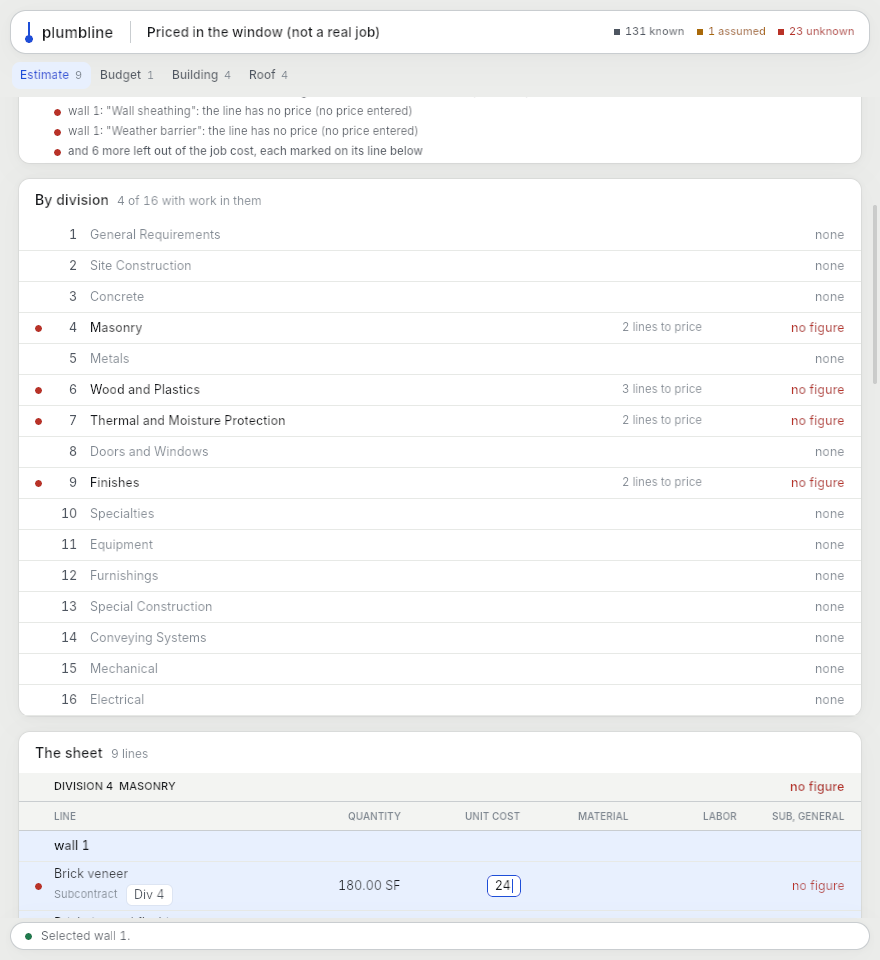 plumbline Priced in the window (not a real job) 131 known 1 assumed 23 unknown
Estimate 9 Budget 1 Building 4 Roof 4
wall 1: "Wall sheathing": the line has no price (no price entered)
wall 1: "Weather barrier": the line has no price (no price entered)
and 6 more left out of the job cost, each marked on its line below
By division 4 of 16 with work in them
1 General Requirements none
2 Site Construction none
3 Concrete none
4 Masonry 2 lines to price no figure
5 Metals none
6 Wood and Plastics 3 lines to price no figure
7 Thermal and Moisture Protection 2 lines to price no figure
8 Doors and Windows none
9 Finishes 2 lines to price no figure
10 Specialties none
11 Equipment none
12 Furnishings none
13 Special Construction none
14 Conveying Systems none
15 Mechanical none
16 Electrical none
The sheet 9 lines
DIVISION 4 MASONRY no figure
LINE QUANTITY UNIT COST MATERIAL LABOR SUB, GENERAL
wall 1
Brick veneer
Subcontract Div 4 180.00 SF 24 no figure
Selected wall 1.